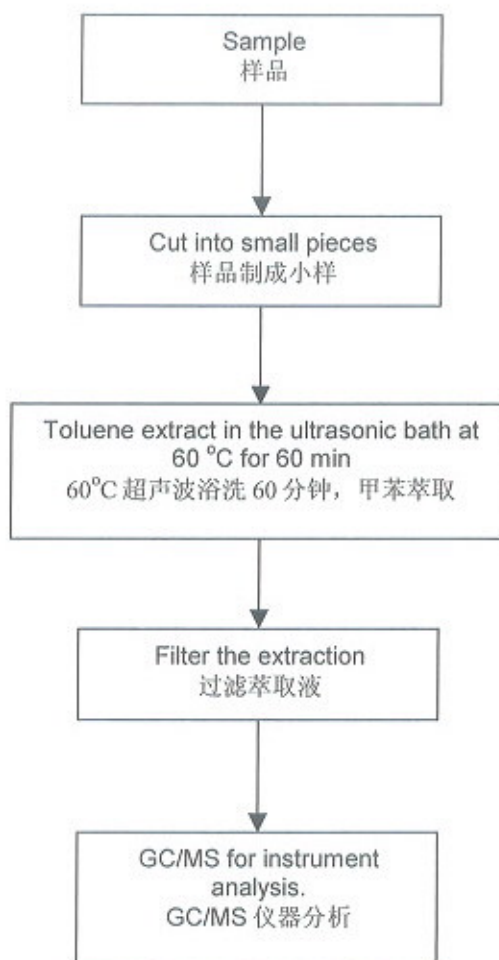 Sample
样品
Cut into small pieces
样品制成小样
Toluene extract in the ultrasonic bath at
60 °C for 60 min
60°C 超声波浴洗 60 分钟，甲苯萃取
Filter the extraction
过滤萃取液
GC/MS for instrument
analysis.
GC/MS 仪器分析